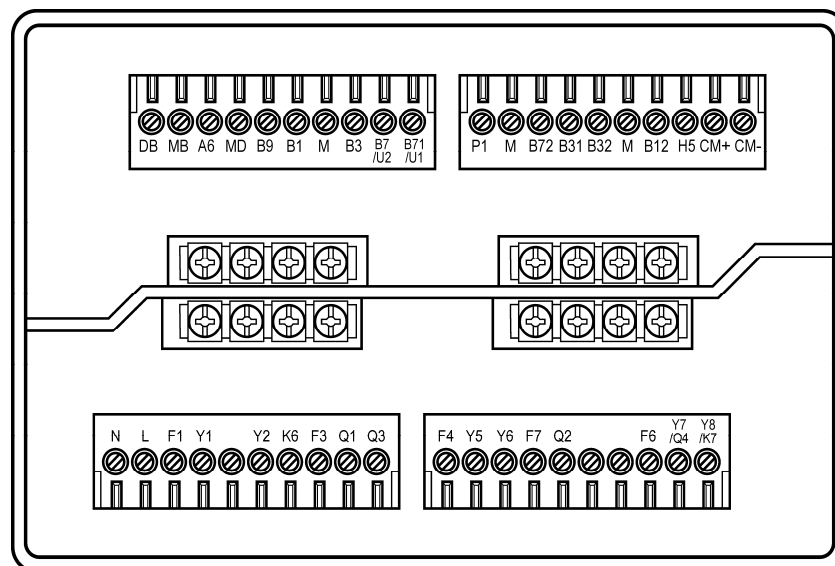 DB MB A6 MD B9 B1 M B3 B7 /U2 B71 /U1
P1 M B72 B31 B32 M B12 H5 CM+ CM-
N L F1 Y1 Y2 K6 F3 Q1 Q3
F4 Y5 Y6 F7 Q2 F6 Y7 /Q4 Y8 /K7